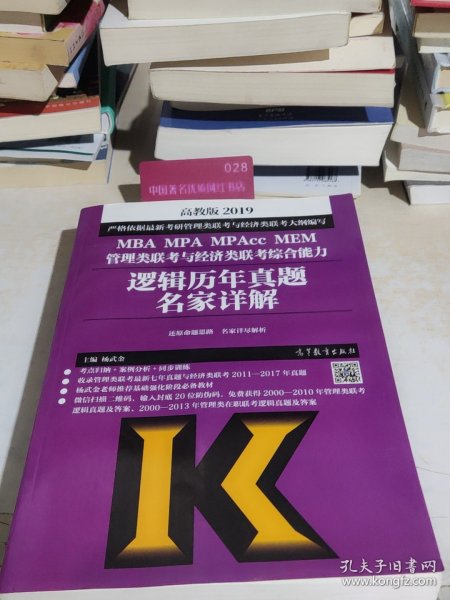 028
中国著名优质网红书店
高教版 2019
严格依据最新考研管理类联考与经济类联考大纲编写
MBA MPA MPAcc MEM
管理类联考与经济类联考综合能力
逻辑历年真题
名家详解
还原命题思路 名家详尽解析
主编 杨武金
高等教育出版社
考点归纳+案例分析+同步训练
收录管理类联考最新七年真题与经济类联考2011—2017年真题
杨武金老师推荐基础强化阶段必备教材
微信扫描二维码,输入封底20位防伪码,免费获得2000—2010年管理类联考
逻辑真题及答案、2000—2013年管理类在职联考逻辑真题及答案
K
孔夫子旧书网
www.kongfz.com